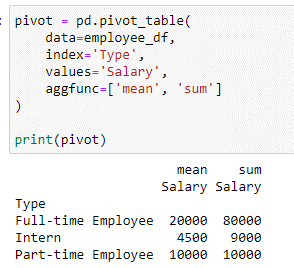 pivot = pd.pivot_table(
    data=employee_df,
    index='Type',
    values='Salary',
    aggfunc=['mean', 'sum']
)

print(pivot)
                     mean    sum
                   Salary Salary
Type
Full-time Employee  20000  80000
Intern               4500   9000
Part-time Employee  10000  10000